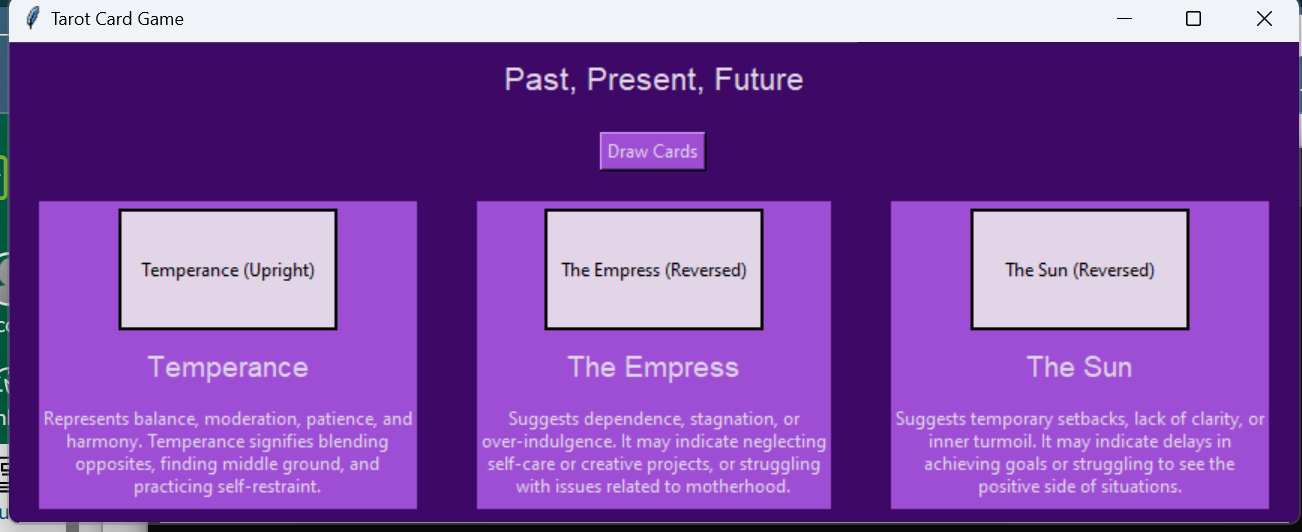 Tarot Card Game
Past, Present, Future
Draw Cards
Temperance (Upright)
Temperance
Represents balance, moderation, patience, and
harmony. Temperance signifies blending
opposites, finding middle ground, and
practicing self-restraint.
The Empress (Reversed)
The Empress
Suggests dependence, stagnation, or
over-indulgence. It may indicate neglecting
self-care or creative projects, or struggling
with issues related to motherhood.
The Sun (Reversed)
The Sun
Suggests temporary setbacks, lack of clarity, or
inner turmoil. It may indicate delays in
achieving goals or struggling to see the
positive side of situations.